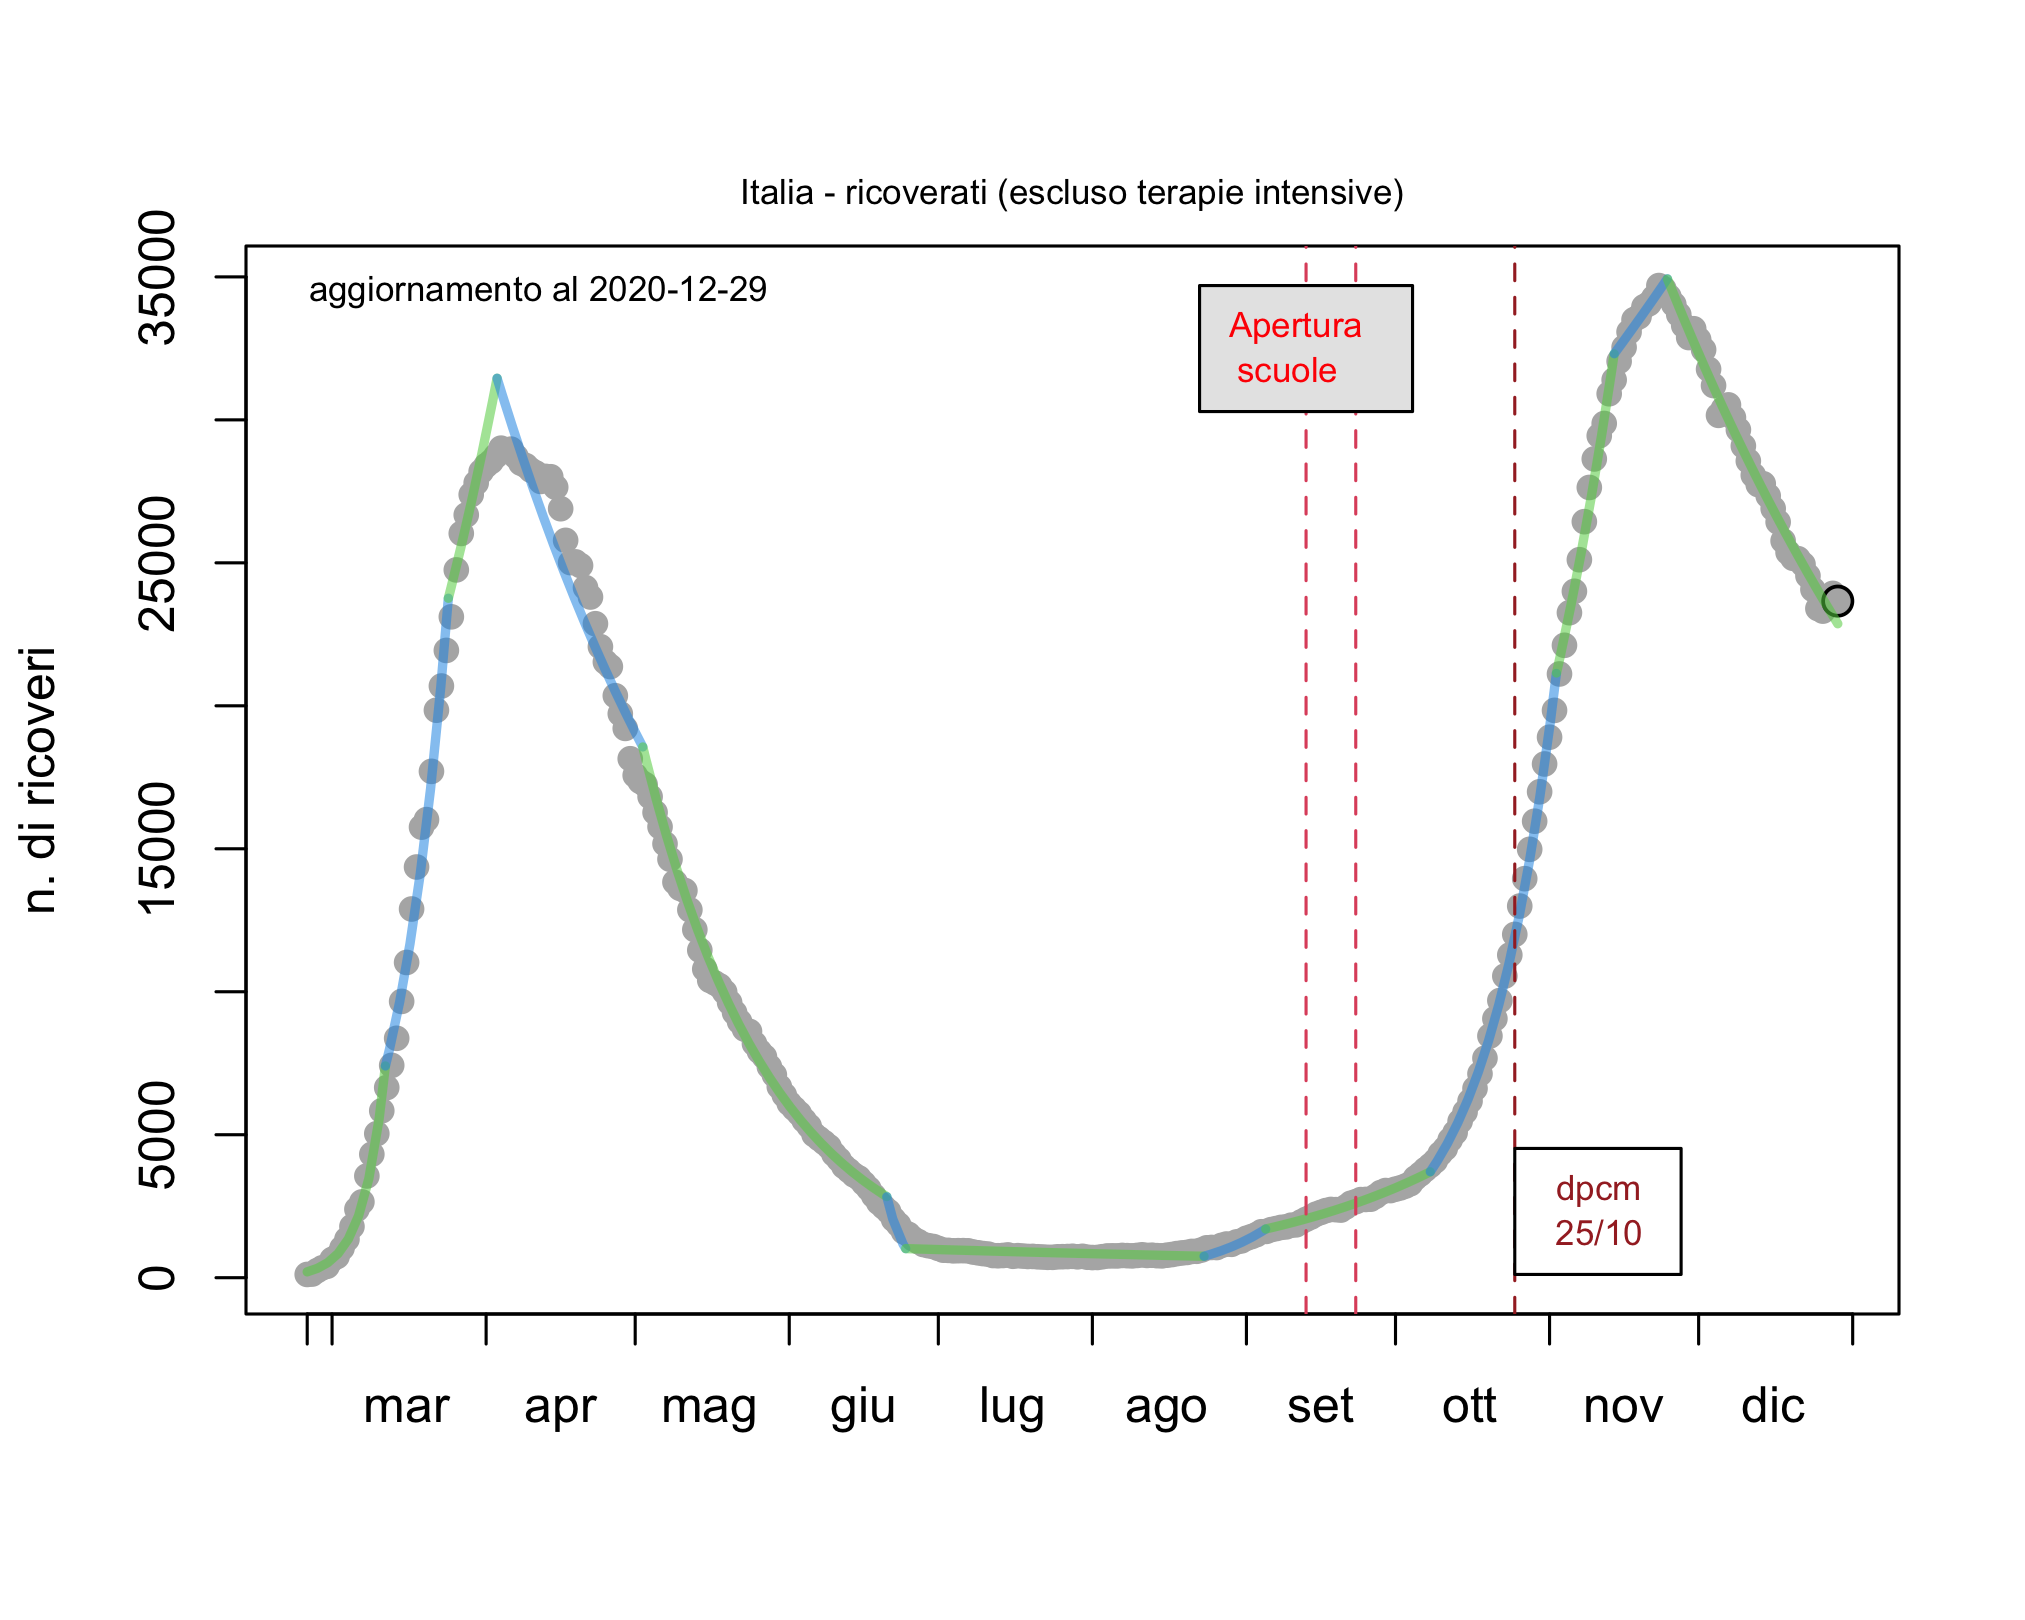 Italia - ricoverati (escluso terapie intensive)
aggiornamento al 2020-12-29
35000
25000
15000
5000
0
n. di ricoveri
Apertura
scuole
dpcm
25/10
mar apr mag giu lug ago set ott nov dic